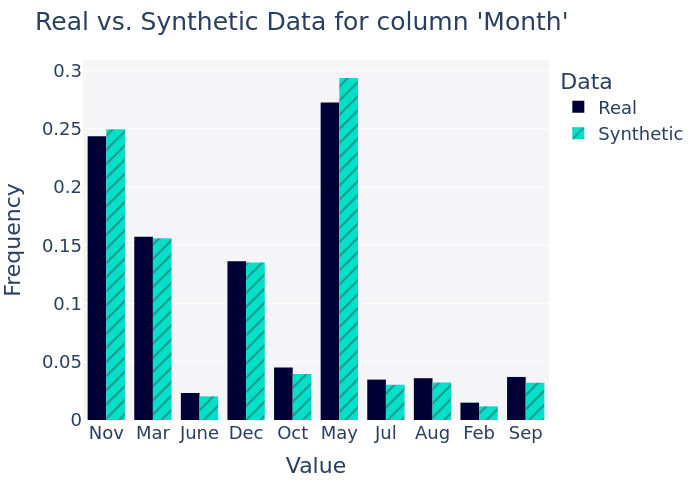 Real vs. Synthetic Data for column 'Month'
Data
Real
Synthetic
Frequency
0.3
0.25
0.2
0.15
0.1
0.05
0
Nov Mar June Dec Oct May Jul Aug Feb Sep
Value